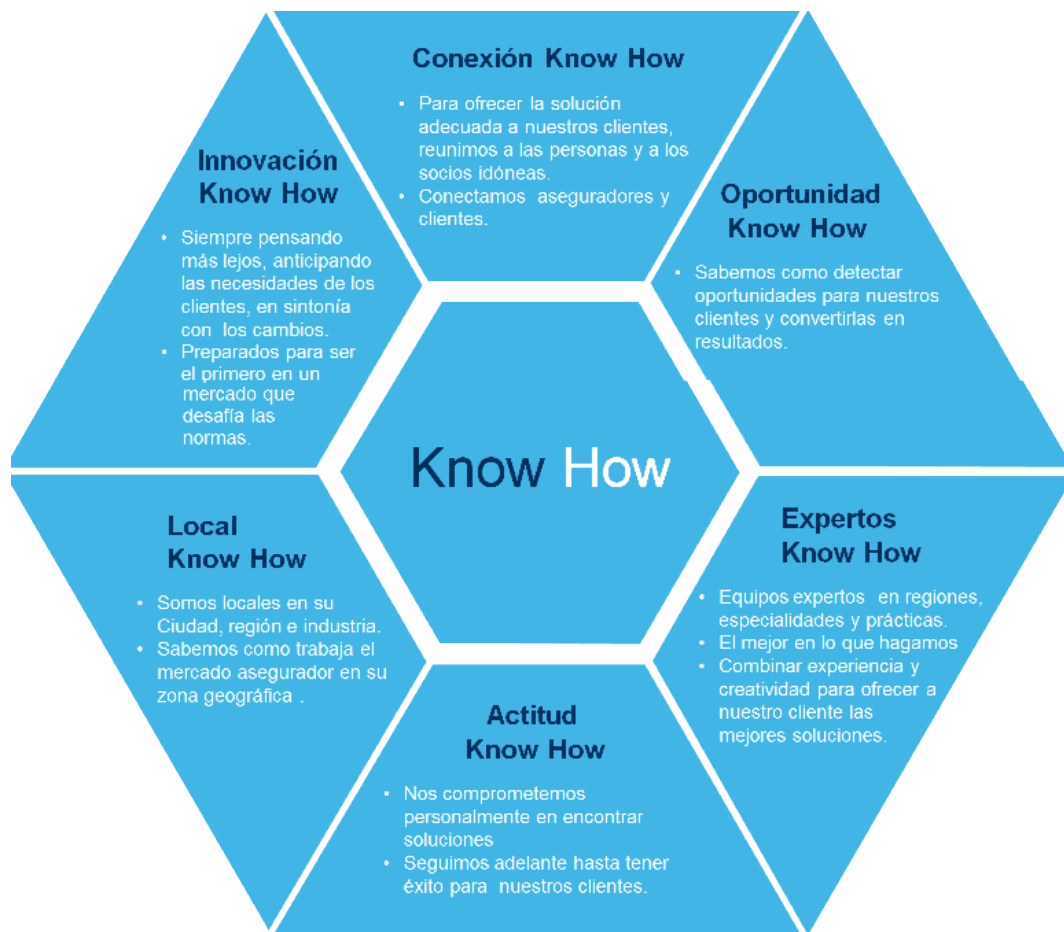 Conexión Know How
• Para ofrecer la solución
adecuada a nuestros clientes,
reunimos a las personas y a los
socios idóneas.
• Conectamos aseguradores y
clientes.
Innovación
Know How
• Siempre pensando
más lejos, anticipando
las necesidades de los
clientes, en sintonía
con los cambios.
• Preparados para ser
el primero en un
mercado que
desafía las
normas.
Oportunidad
Know How
• Sabemos como detectar
oportunidades para nuestros
clientes y convertirlas en
resultados.
Know How
Local
Know How
• Somos locales en su
Ciudad, región e industria.
• Sabemos como trabaja el
mercado asegurador en su
zona geográfica .
Expertos
Know How
• Equipos expertos en regiones,
especialidades y prácticas.
• El mejor en lo que hagamos
• Combinar experiencia y
creatividad para ofrecer a
nuestro cliente las
mejores soluciones.
Actitud
Know How
• Nos comprometemos
personalmente en encontrar
soluciones
• Seguimos adelante hasta tener
éxito para nuestros clientes.